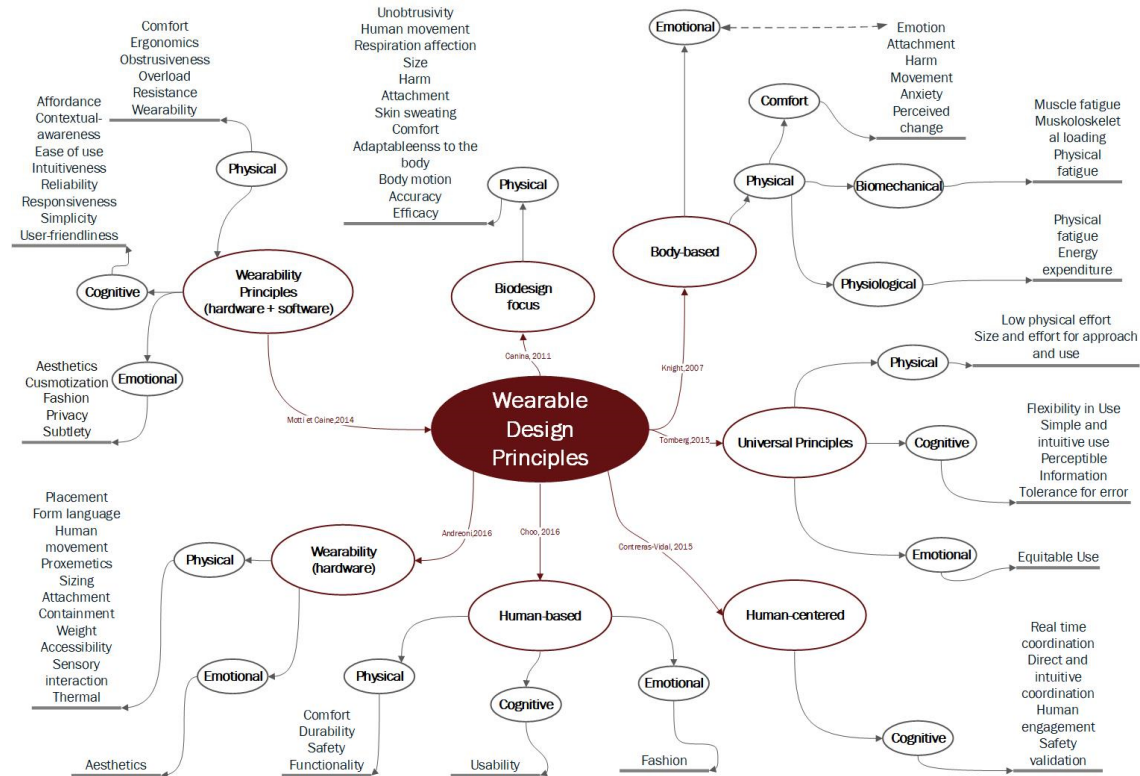 Comfort
Ergonomics
Obstrusiveness
Overload
Resistance
Wearability
Physical
Affordance
Contextual-
awareness
Ease of use
Intuitiveness
Reliability
Responsiveness
Simplicity
User-friendliness
Cognitive
Wearability
Principles
(hardware + software)
Aesthetics
Cusmotization
Fashion
Privacy
Subtlety
Emotional
Motti et Caine,2014
Unobtrusivity
Human movement
Respiration affection
Size
Harm
Attachment
Skin sweating
Comfort
Adaptableenss to the
body
Body motion
Accuracy
Efficacy
Physical
Biodesign
focus
Canina, 2011
Emotional
Emotion
Attachment
Harm
Movement
Anxiety
Perceived
change
Comfort
Physical
Biomechanical
Muscle fatigue
Muskoloskelet
al loading
Physical
fatigue
Physiological
Physical
fatigue
Energy
expenditure
Body-based
Knight,2007
Wearable
Design
Principles
Tomberg,2015
Universal Principles
Physical
Low physical effort
Size and effort for approach
and use
Cognitive
Flexibility in Use
Simple and
intuitive use
Perceptible
Information
Tolerance for error
Emotional
Equitable Use
Andreoni,2016
Wearability
(hardware)
Physical
Placement
Form language
Human
movement
Proxemetics
Sizing
Attachment
Containment
Weight
Accessibility
Sensory
interaction
Thermal
Emotional
Aesthetics
Choo, 2016
Human-based
Physical
Comfort
Durability
Safety
Functionality
Cognitive
Usability
Emotional
Fashion
Contreras-Vidal, 2015
Human-centered
Cognitive
Real time
coordination
Direct and
intuitive
coordination
Human
engagement
Safety
validation